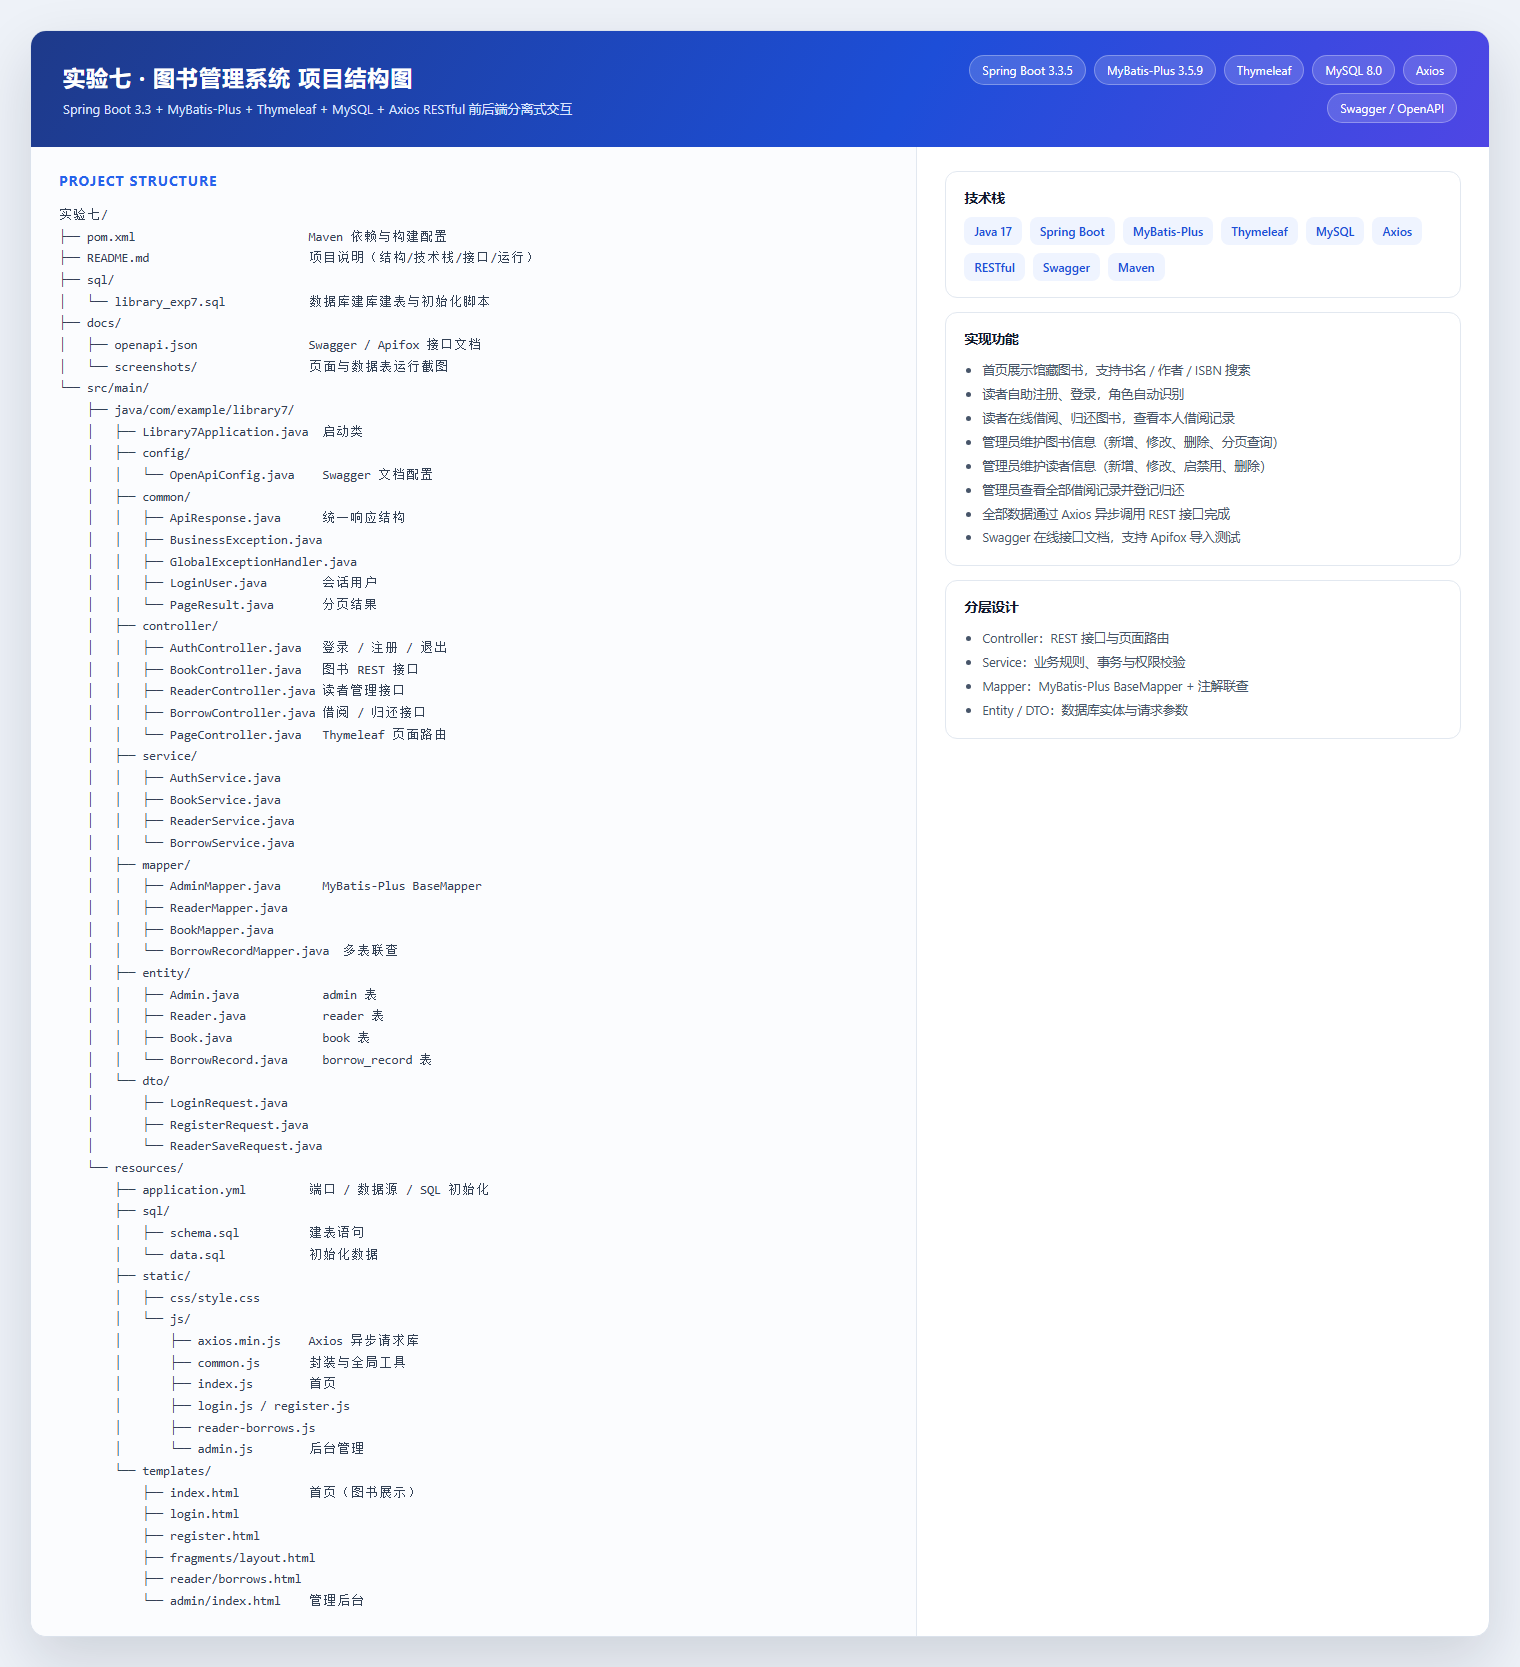 实验七 · 图书管理系统 项目结构图
Spring Boot 3.3 + MyBatis-Plus + Thymeleaf + MySQL + Axios RESTful 前后端分离式交互
Spring Boot 3.3.5
MyBatis-Plus 3.5.9
Thymeleaf
MySQL 8.0
Axios
Swagger / OpenAPI
PROJECT STRUCTURE
实验七/
├── pom.xml                         Maven 依赖与构建配置
├── README.md                       项目说明（结构/技术栈/接口/运行）
├── sql/
│   └── library_exp7.sql            数据库建库建表与初始化脚本
├── docs/
│   ├── openapi.json                Swagger / Apifox 接口文档
│   └── screenshots/                页面与数据表运行截图
└── src/main/
    ├── java/com/example/library7/
    │   ├── Library7Application.java  启动类
    │   ├── config/
    │   │   └── OpenApiConfig.java    Swagger 文档配置
    │   ├── common/
    │   │   ├── ApiResponse.java      统一响应结构
    │   │   ├── BusinessException.java
    │   │   ├── GlobalExceptionHandler.java
    │   │   ├── LoginUser.java        会话用户
    │   │   └── PageResult.java       分页结果
    │   ├── controller/
    │   │   ├── AuthController.java   登录 / 注册 / 退出
    │   │   ├── BookController.java   图书 REST 接口
    │   │   ├── ReaderController.java 读者管理接口
    │   │   ├── BorrowController.java 借阅 / 归还接口
    │   │   └── PageController.java   Thymeleaf 页面路由
    │   ├── service/
    │   │   ├── AuthService.java
    │   │   ├── BookService.java
    │   │   ├── ReaderService.java
    │   │   └── BorrowService.java
    │   ├── mapper/
    │   │   ├── AdminMapper.java      MyBatis-Plus BaseMapper
    │   │   ├── ReaderMapper.java
    │   │   ├── BookMapper.java
    │   │   └── BorrowRecordMapper.java  多表联查
    │   ├── entity/
    │   │   ├── Admin.java            admin 表
    │   │   ├── Reader.java           reader 表
    │   │   ├── Book.java             book 表
    │   │   └── BorrowRecord.java     borrow_record 表
    │   └── dto/
    │       ├── LoginRequest.java
    │       ├── RegisterRequest.java
    │       └── ReaderSaveRequest.java
    └── resources/
        ├── application.yml         端口 / 数据源 / SQL 初始化
        ├── sql/
        │   ├── schema.sql          建表语句
        │   └── data.sql            初始化数据
        ├── static/
        │   ├── css/style.css
        │   └── js/
        │       ├── axios.min.js    Axios 异步请求库
        │       ├── common.js       封装与全局工具
        │       ├── index.js        首页
        │       ├── login.js / register.js
        │       ├── reader-borrows.js
        │       └── admin.js        后台管理
        └── templates/
            ├── index.html          首页（图书展示）
            ├── login.html
            ├── register.html
            ├── fragments/layout.html
            ├── reader/borrows.html
            └── admin/index.html    管理后台
技术栈
Java 17
Spring Boot
MyBatis-Plus
Thymeleaf
MySQL
Axios
RESTful
Swagger
Maven
实现功能
• 首页展示馆藏图书，支持书名 / 作者 / ISBN 搜索
• 读者自助注册、登录，角色自动识别
• 读者在线借阅、归还图书，查看本人借阅记录
• 管理员维护图书信息（新增、修改、删除、分页查询）
• 管理员维护读者信息（新增、修改、启禁用、删除）
• 管理员查看全部借阅记录并登记归还
• 全部数据通过 Axios 异步调用 REST 接口完成
• Swagger 在线接口文档，支持 Apifox 导入测试
分层设计
• Controller：REST 接口与页面路由
• Service：业务规则、事务与权限校验
• Mapper：MyBatis-Plus BaseMapper + 注解联查
• Entity / DTO：数据库实体与请求参数